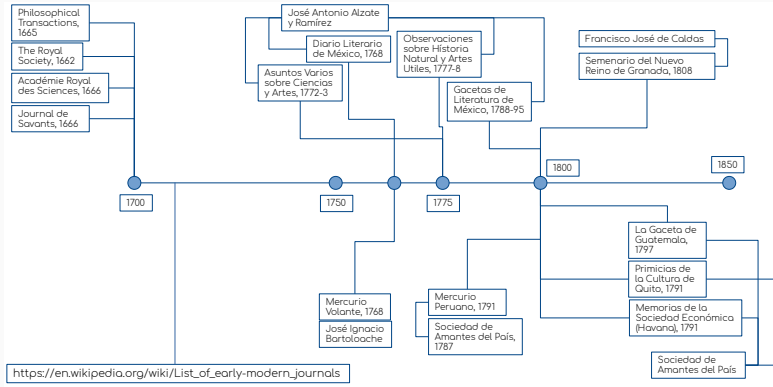 Philosophical
Transactions,
1665
The Royal
Society, 1662
Académie Royal
des Sciences, 1666
Journal de
Savants, 1666
José Antonio Alzate
y Ramírez
Diario Literario
de México, 1768
Asuntos Varios
sobre Ciencias
y Artes, 1772-3
Observaciones
sobre Historia
Natural y Artes
Utiles, 1777-8
Gacetas de
Literatura de
México, 1788-95
Francisco José de Caldas
Semenario del Nuevo
Reino de Granada, 1808
1700
1750
1775
1800
1850
Mercurio
Volante, 1768
José Ignacio
Bartoloache
Mercurio
Peruano, 1791
Sociedad de
Amantes del País,
1787
La Gaceta de
Guatemala,
1797
Primicias de
la Cultura de
Quito, 1791
Memorias de la
Sociedad Económica
(Havana), 1791
Sociedad de
Amantes del País
https://en.wikipedia.org/wiki/List_of_early-modern_journals